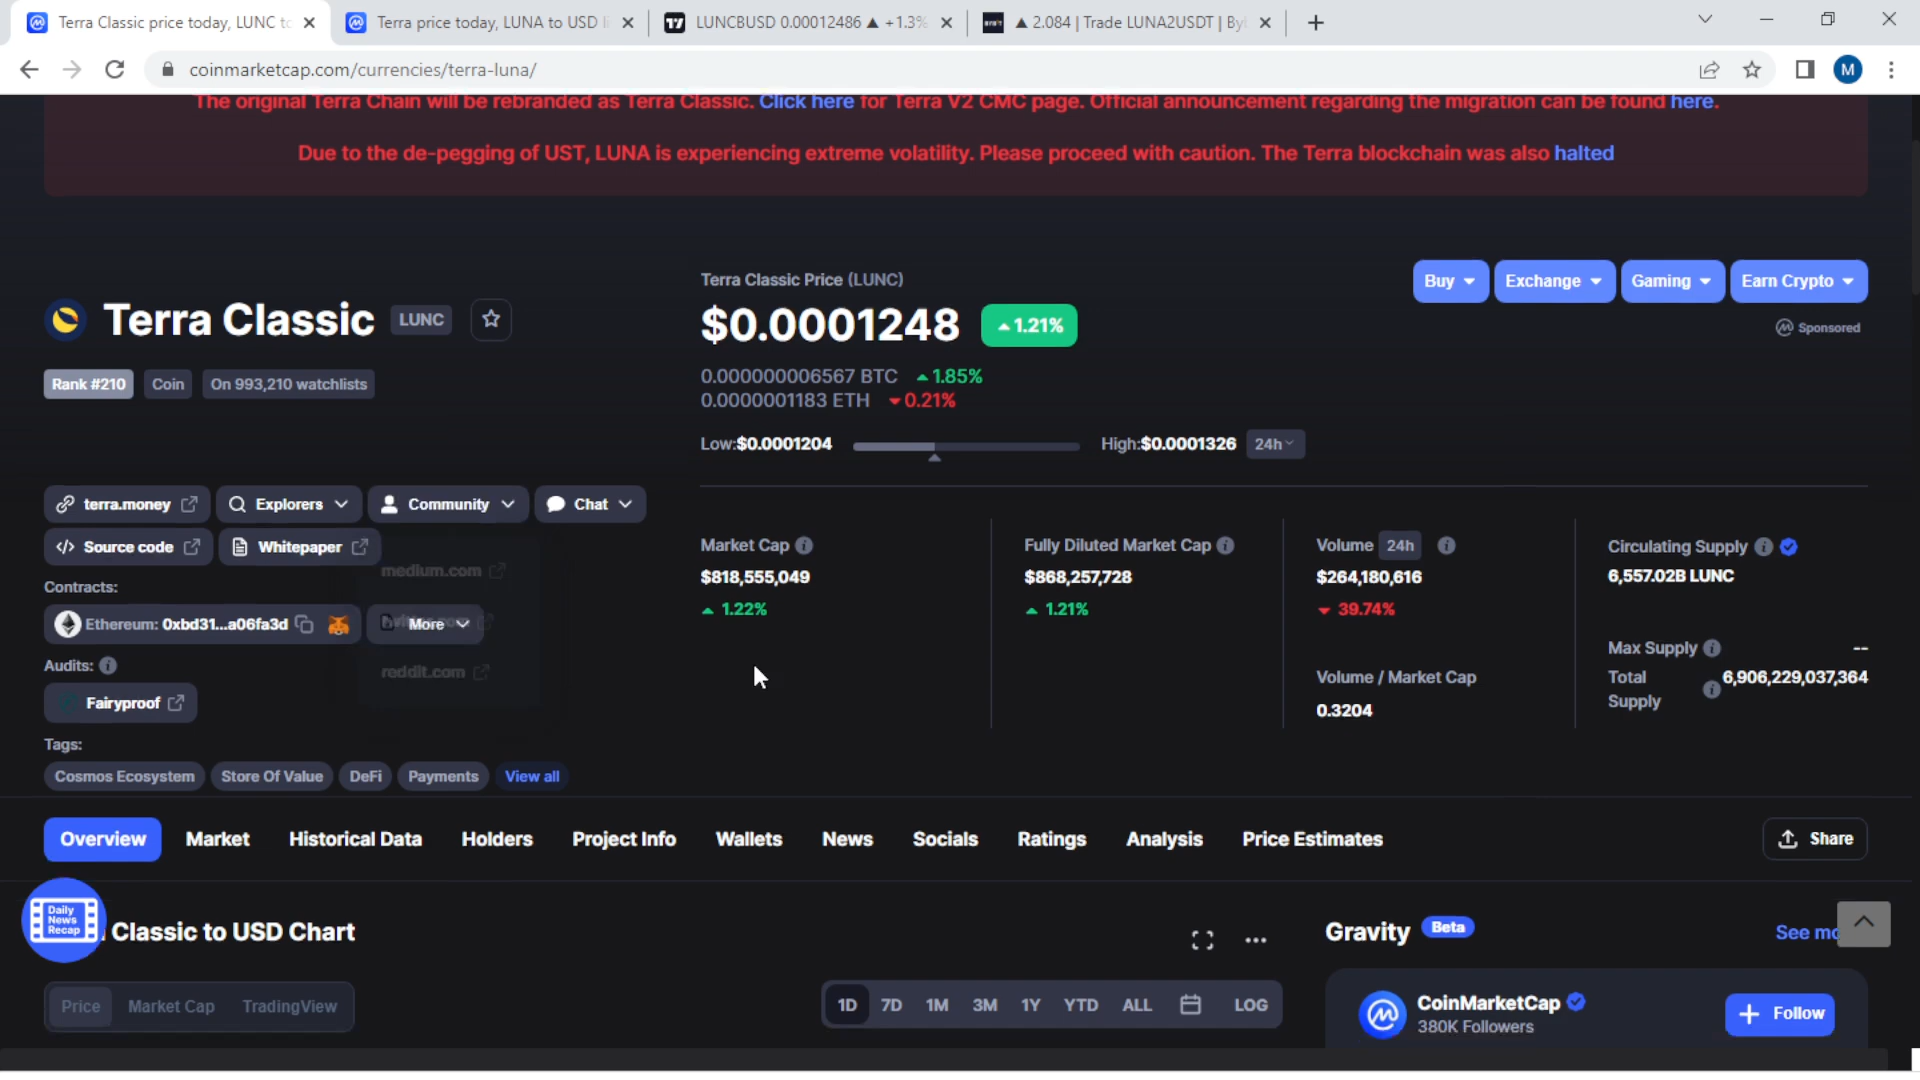 Terra Classic price today, LUNC to
Terra price today, LUNA to USD li
LUNCBUSD 0.00012486 ▲ +1.3%
▲ 2.084 | Trade LUNA2USDT | Byb
coinmarketcap.com/currencies/terra-luna/
M
The original Terra Chain will be rebranded as Terra Classic. Click here for Terra V2 CMC page. Official announcement regarding the migration can be found here.
Due to the de-pegging of UST, LUNA is experiencing extreme volatility. Please proceed with caution. The Terra blockchain was also halted
Terra Classic LUNC
Rank #210 Coin On 993,210 watchlists
Terra Classic Price (LUNC)
$0.0001248 1.21%
0.000000006567 BTC 1.85%
0.0000001183 ETH 0.21%
Low:$0.0001204 High:$0.0001326 24h
Buy Exchange Gaming Earn Crypto
Sponsored
terra.money Explorers Community Chat
Source code Whitepaper
medium.com
Contracts:
Ethereum: 0xbd31...a06fa3d More
reddit.com
Audits:
Fairyproof
Tags:
Cosmos Ecosystem Store Of Value DeFi Payments View all
Market Cap
$818,555,049
1.22%
Fully Diluted Market Cap
$868,257,728
1.21%
Volume 24h
$264,180,616
39.74%
Volume / Market Cap
0.3204
Circulating Supply
6,557.02B LUNC
Max Supply --
Total Supply 6,906,229,037,364
Overview Market Historical Data Holders Project Info Wallets News Socials Ratings Analysis Price Estimates Share
Daily
News
Recap
Classic to USD Chart
Price Market Cap TradingView
1D 7D 1M 3M 1Y YTD ALL LOG
Gravity Beta
See mo
CoinMarketCap
380K Followers
+ Follow